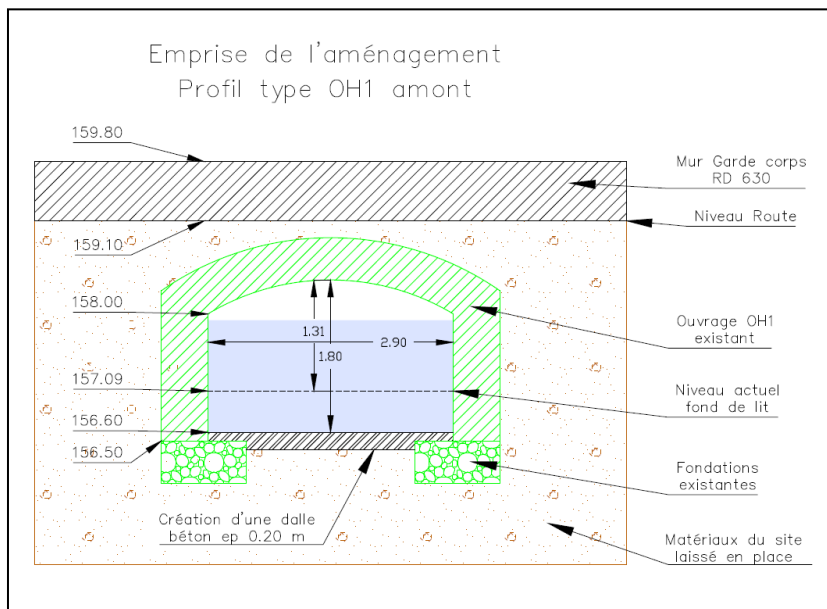 Emprise de l'aménagement
Profil type OH1 amont
159.80
Mur Garde corps
RD 630
Niveau Route
159.10
158.00
1.31
2.90
1.80
Ouvrage OH1
existant
157.09
Niveau actuel
fond de lit
156.60
156.50
Fondations
existantes
Création d'une dalle
béton ep 0.20 m
Matériaux du site
laissé en place